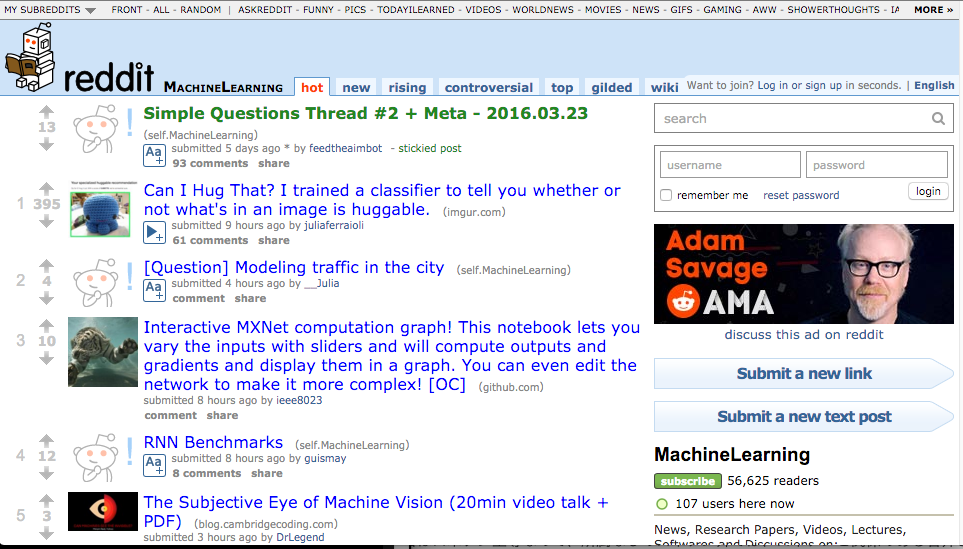 MY SUBREDDITS FRONT - ALL - RANDOM | ASKREDDIT - FUNNY - PICS - TODAYILEARNED - VIDEOS - WORLDNEWS - MOVIES - NEWS - GIFS - GAMING - AWW - SHOWERTHOUGHTS - IA MORE »
reddit MACHINELEARNING hot new rising controversial top gilded wiki Want to join? Log in or sign up in seconds. | English
Simple Questions Thread #2 + Meta - 2016.03.23
13
(self.MachineLearning)
Aa+ submitted 5 days ago * by feedtheaimbot - stickied post
93 comments share
1 395 Can I Hug That? I trained a classifier to tell you whether or
not what's in an image is huggable. (imgur.com)
submitted 9 hours ago by juliaferraioli
61 comments share
2 4 [Question] Modeling traffic in the city (self.MachineLearning)
Aa+ submitted 4 hours ago by __Julia
comment share
3 10 Interactive MXNet computation graph! This notebook lets you
vary the inputs with sliders and will compute outputs and
gradients and display them in a graph. You can even edit the
network to make it more complex! [OC] (github.com)
submitted 8 hours ago by ieee8023
comment share
4 12 RNN Benchmarks (self.MachineLearning)
Aa+ submitted 8 hours ago by guismay
8 comments share
5 3 The Subjective Eye of Machine Vision (20min video talk +
PDF) (blog.cambridgecoding.com)
submitted 3 hours ago by DrLegend
search
username password
remember me reset password login
Adam
Savage
AMA
discuss this ad on reddit
Submit a new link
Submit a new text post
MachineLearning
subscribe 56,625 readers
107 users here now
News, Research Papers, Videos, Lectures,
Softwares and Discussions on: